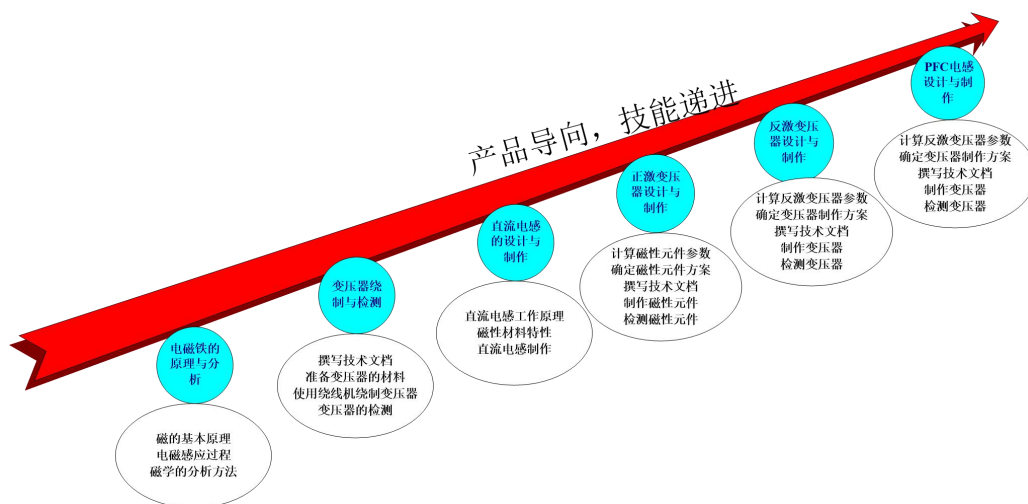 产品导向，技能递进
电磁铁的
原理与分
析
磁的基本原理
电磁感应过程
磁学的分析方法
变压器绕
制与检测
撰写技术文档
准备变压器的材料
使用绕线机绕制变压器
变压器的检测
直流电感
的设计与
制作
直流电感工作原理
磁性材料特性
直流电感制作
正激变压
器设计与
制作
计算磁性元件参数
确定磁性元件方案
撰写技术文档
制作磁性元件
检测磁性元件
反激变压
器设计与
制作
计算反激变压器参数
确定变压器制作方案
撰写技术文档
制作变压器
检测变压器
PFC电感
设计与制
作
计算反激变压器参数
确定变压器制作方案
撰写技术文档
制作变压器
检测变压器